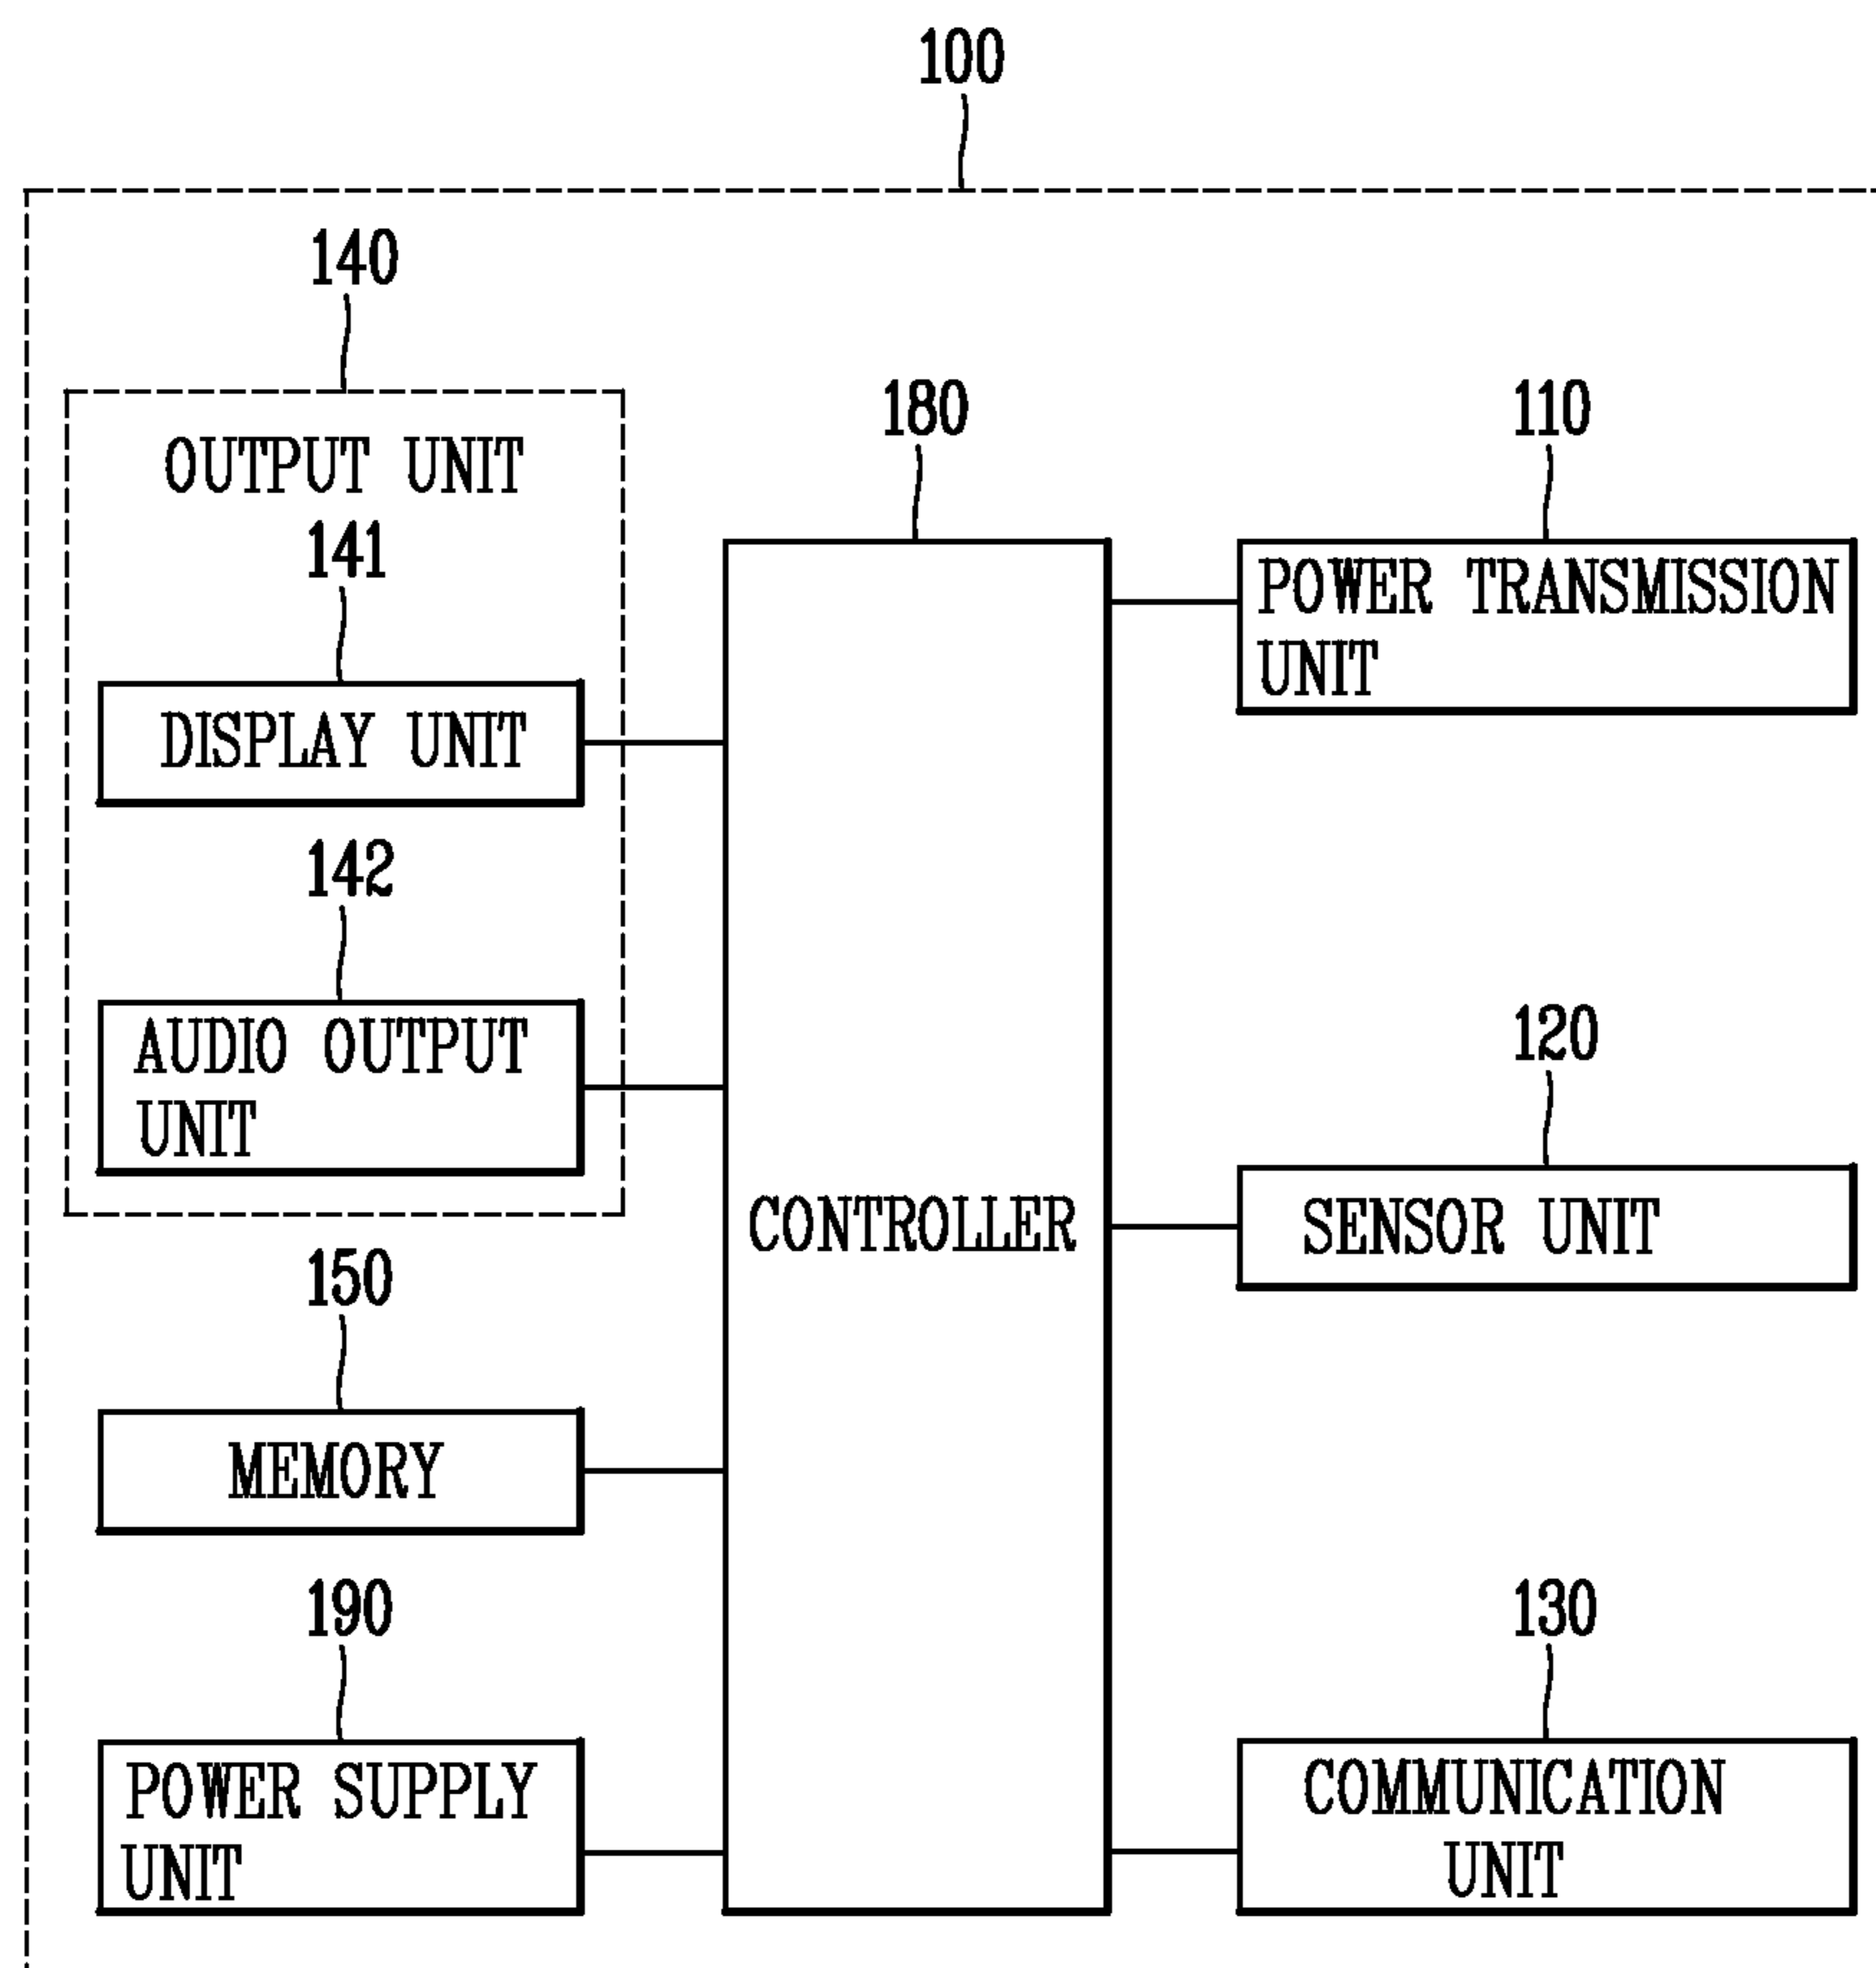 100
140
OUTPUT UNIT
141
DISPLAY UNIT
142
AUDIO OUTPUT
UNIT
150
MEMORY
190
POWER SUPPLY
UNIT
180
CONTROLLER
110
POWER TRANSMISSION
UNIT
120
SENSOR UNIT
130
COMMUNICATION
UNIT